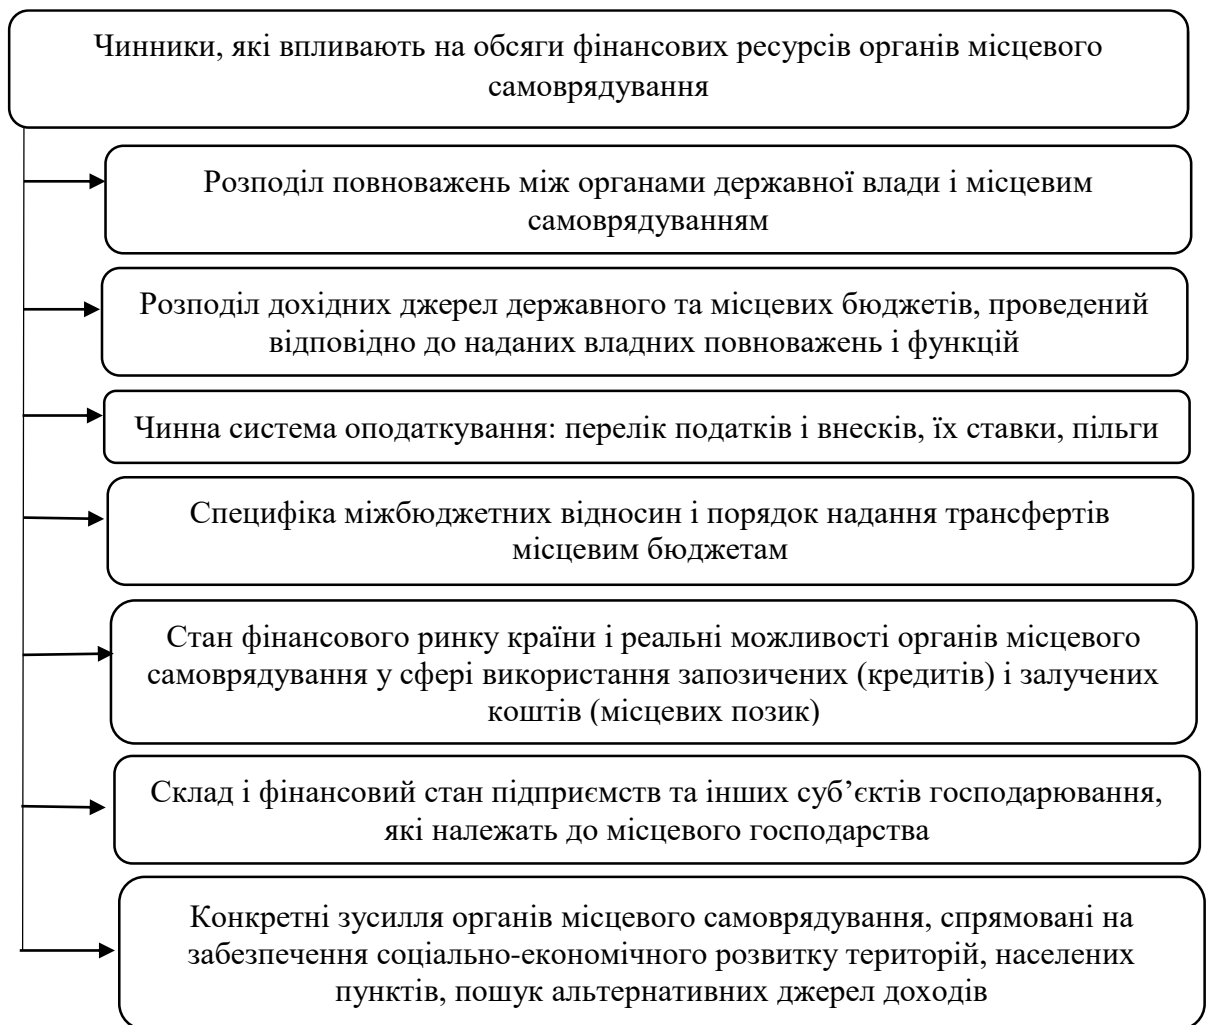 Чинники, які впливають на обсяги фінансових ресурсів органів місцевого
самоврядування
Розподіл повноважень між органами державної влади і місцевим
самоврядуванням
Розподіл дохідних джерел державного та місцевих бюджетів, проведений
відповідно до наданих владних повноважень і функцій
Чинна система оподаткування: перелік податків і внесків, їх ставки, пільги
Специфіка міжбюджетних відносин і порядок надання трансфертів
місцевим бюджетам
Стан фінансового ринку країни і реальні можливості органів місцевого
самоврядування у сфері використання запозичених (кредитів) і залучених
коштів (місцевих позик)
Склад і фінансовий стан підприємств та інших суб’єктів господарювання,
які належать до місцевого господарства
Конкретні зусилля органів місцевого самоврядування, спрямовані на
забезпечення соціально-економічного розвитку територій, населених
пунктів, пошук альтернативних джерел доходів